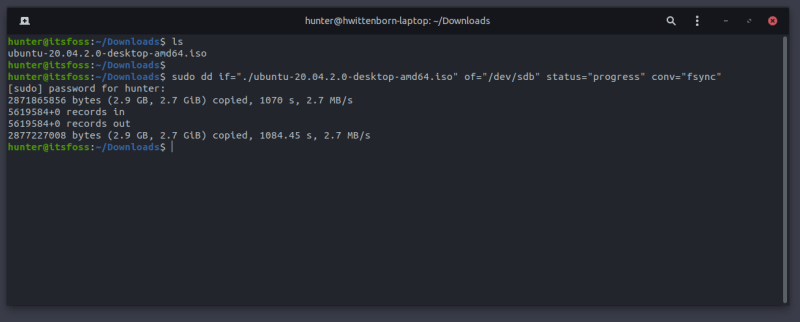 hunter@hwittenborn-laptop: ~/Downloads
hunter@itsfoss:~/Downloads$ ls
ubuntu-20.04.2.0-desktop-amd64.iso
hunter@itsfoss:~/Downloads$
hunter@itsfoss:~/Downloads$ sudo dd if="./ubuntu-20.04.2.0-desktop-amd64.iso" of="/dev/sdb" status="progress" conv="fsync"
[sudo] password for hunter:
2871865856 bytes (2.9 GB, 2.7 GiB) copied, 1070 s, 2.7 MB/s
5619584+0 records in
5619584+0 records out
2877227008 bytes (2.9 GB, 2.7 GiB) copied, 1084.45 s, 2.7 MB/s
hunter@itsfoss:~/Downloads$